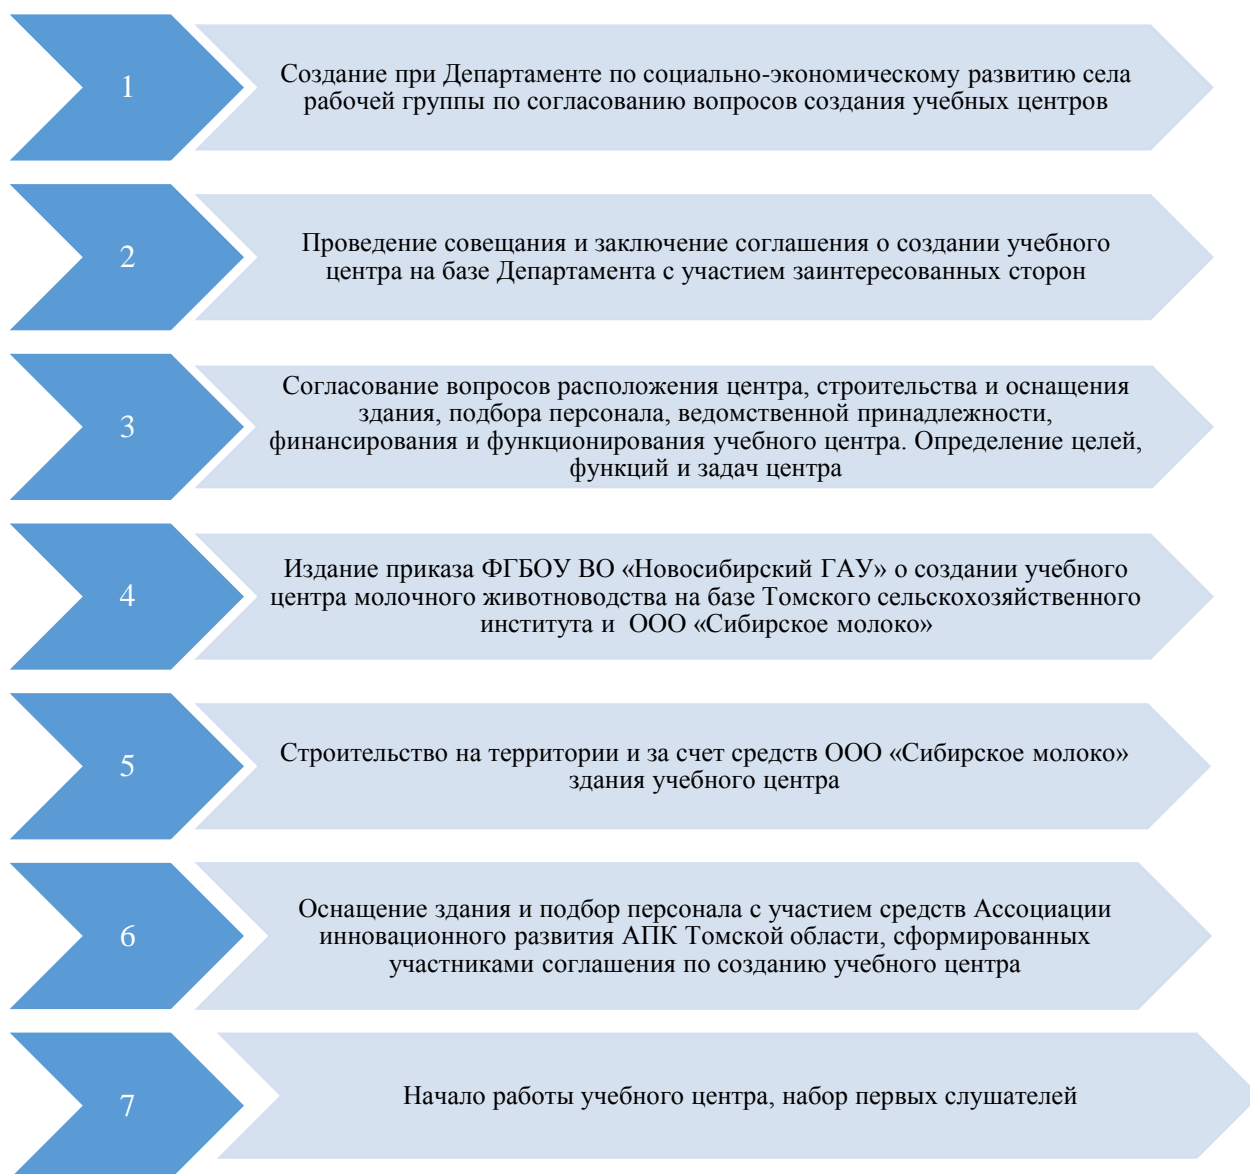 1
Создание при Департаменте по социально-экономическому развитию села
рабочей группы по согласованию вопросов создания учебных центров
2
Проведение совещания и заключение соглашения о создании учебного
центра на базе Департамента с участием заинтересованных сторон
3
Согласование вопросов расположения центра, строительства и оснащения
здания, подбора персонала, ведомственной принадлежности,
финансирования и функционирования учебного центра. Определение целей,
функций и задач центра
4
Издание приказа ФГБОУ ВО «Новосибирский ГАУ» о создании учебного
центра молочного животноводства на базе Томского сельскохозяйственного
института и ООО «Сибирское молоко»
5
Строительство на территории и за счет средств ООО «Сибирское молоко»
здания учебного центра
6
Оснащение здания и подбор персонала с участием средств Ассоциации
инновационного развития АПК Томской области, сформированных
участниками соглашения по созданию учебного центра
7
Начало работы учебного центра, набор первых слушателей